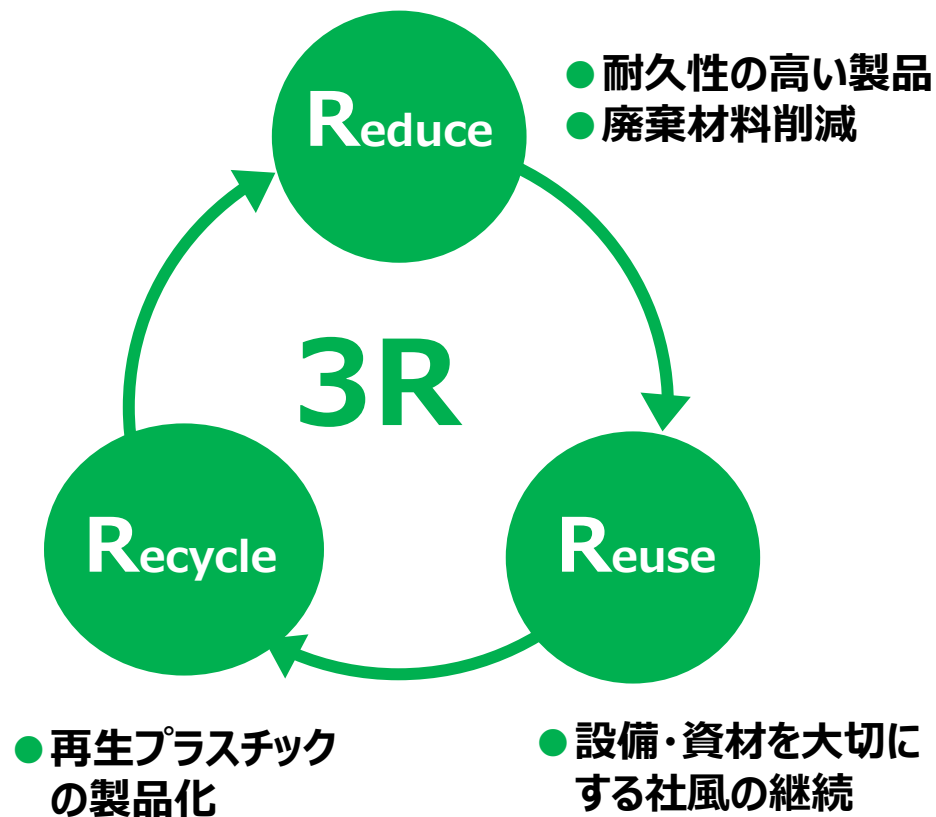 Reduce
●耐久性の高い製品
●廃棄材料削減
3R
Recycle
Reuse
●再生プラスチック
の製品化
●設備・資材を大切に
する社風の継続